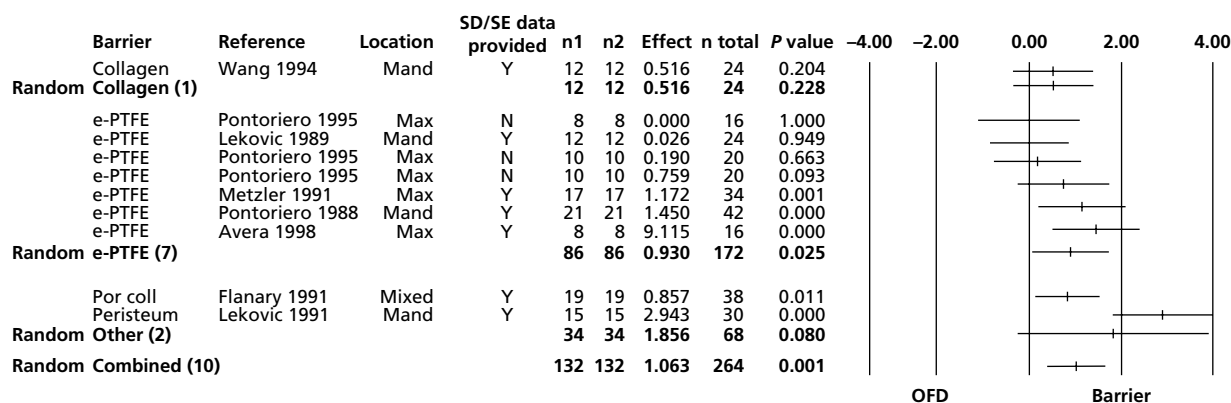 SD/SE data
Barrier Reference Location provided n1 n2 Effect n total P value −4.00 −2.00 0.00 2.00 4.00
Collagen Wang 1994 Mand Y 12 12 0.516 24 0.204
Random Collagen (1) 12 12 0.516 24 0.228
e-PTFE Pontoriero 1995 Max N 8 8 0.000 16 1.000
e-PTFE Lekovic 1989 Mand Y 12 12 0.026 24 0.949
e-PTFE Pontoriero 1995 Max N 10 10 0.190 20 0.663
e-PTFE Pontoriero 1995 Max N 10 10 0.759 20 0.093
e-PTFE Metzler 1991 Max Y 17 17 1.172 34 0.001
e-PTFE Pontoriero 1988 Mand Y 21 21 1.450 42 0.000
e-PTFE Avera 1998 Max Y 8 8 9.115 16 0.000
Random e-PTFE (7) 86 86 0.930 172 0.025
Por coll Flanary 1991 Mixed Y 19 19 0.857 38 0.011
Peristeum Lekovic 1991 Mand Y 15 15 2.943 30 0.000
Random Other (2) 34 34 1.856 68 0.080
Random Combined (10) 132 132 1.063 264 0.001
OFD Barrier